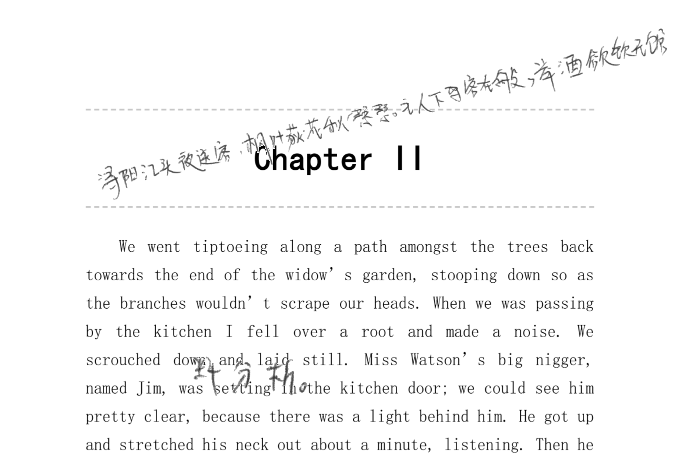 浔阳江头夜送客，枫叶荻花秋瑟瑟。主人下马客在船，举酒欲饮无
Chapter II
We went tiptoeing along a path amongst the trees back
towards the end of the widow's garden, stooping down so as
the branches wouldn't scrape our heads. When we was passing
by the kitchen I fell over a root and made a noise. We
scrouched down and laid still. Miss Watson's big nigger,
named Jim, was setting in the kitchen door; we could see him
pretty clear, because there was a light behind him. He got up
and stretched his neck out about a minute, listening. Then he